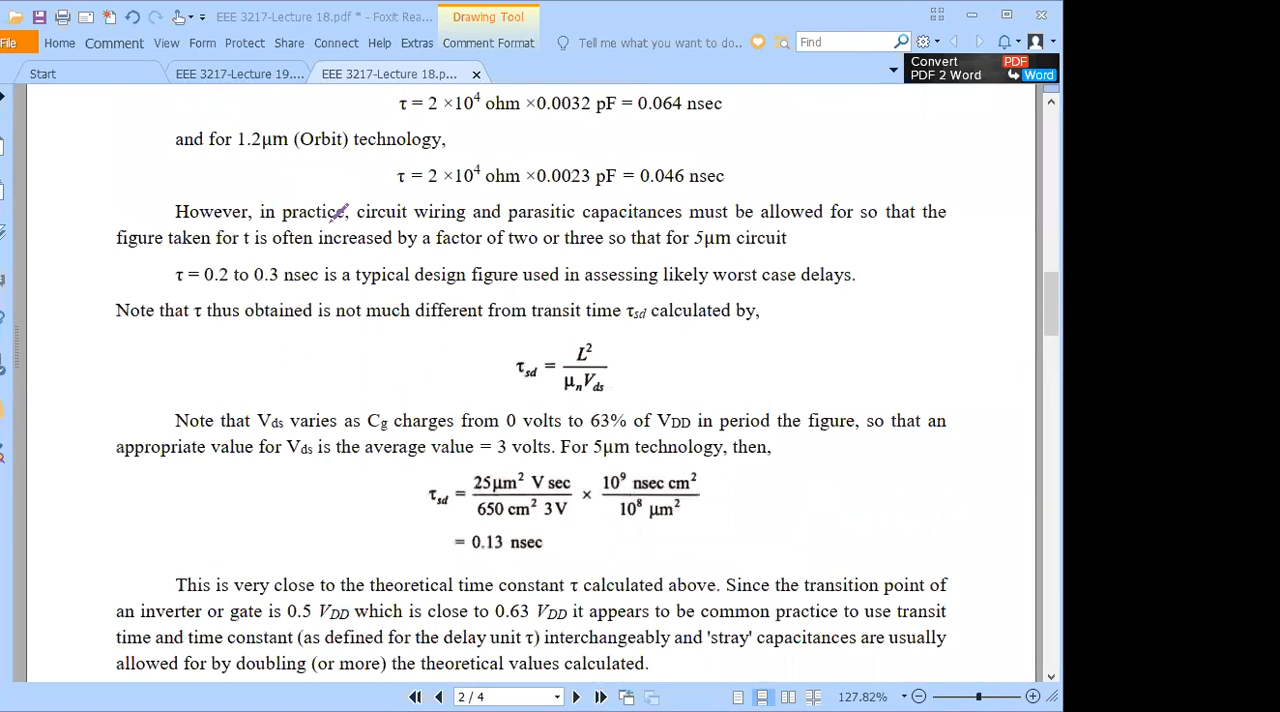 EEE 3217-Lecture 18.pdf * - Foxit Rea...
Drawing Tool
File
Home
Comment
View
Form
Protect
Share
Connect
Help
Extras
Comment Format
Tell me what you want to do..
Find
Start
EEE 3217-Lecture 19....
EEE 3217-Lecture 18.p...
Convert
PDF 2 Word
PDF
Word
τ = 2 ×10⁴ ohm ×0.0032 pF = 0.064 nsec
and for 1.2µm (Orbit) technology,
τ = 2 ×10⁴ ohm ×0.0023 pF = 0.046 nsec
However, in practice, circuit wiring and parasitic capacitances must be allowed for so that the
figure taken for t is often increased by a factor of two or three so that for 5µm circuit
τ = 0.2 to 0.3 nsec is a typical design figure used in assessing likely worst case delays.
Note that τ thus obtained is not much different from transit time τsd calculated by,
τsd = L² / µnVds
Note that Vds varies as Cg charges from 0 volts to 63% of VDD in period the figure, so that an
appropriate value for Vds is the average value = 3 volts. For 5µm technology, then,
τsd = 25µm² V sec / 650 cm² 3V × 10⁹ nsec cm² / 10⁸ µm²
= 0.13 nsec
This is very close to the theoretical time constant τ calculated above. Since the transition point of
an inverter or gate is 0.5 VDD which is close to 0.63 VDD it appears to be common practice to use transit
time and time constant (as defined for the delay unit τ) interchangeably and 'stray' capacitances are usually
allowed for by doubling (or more) the theoretical values calculated.
2 / 4
127.82%